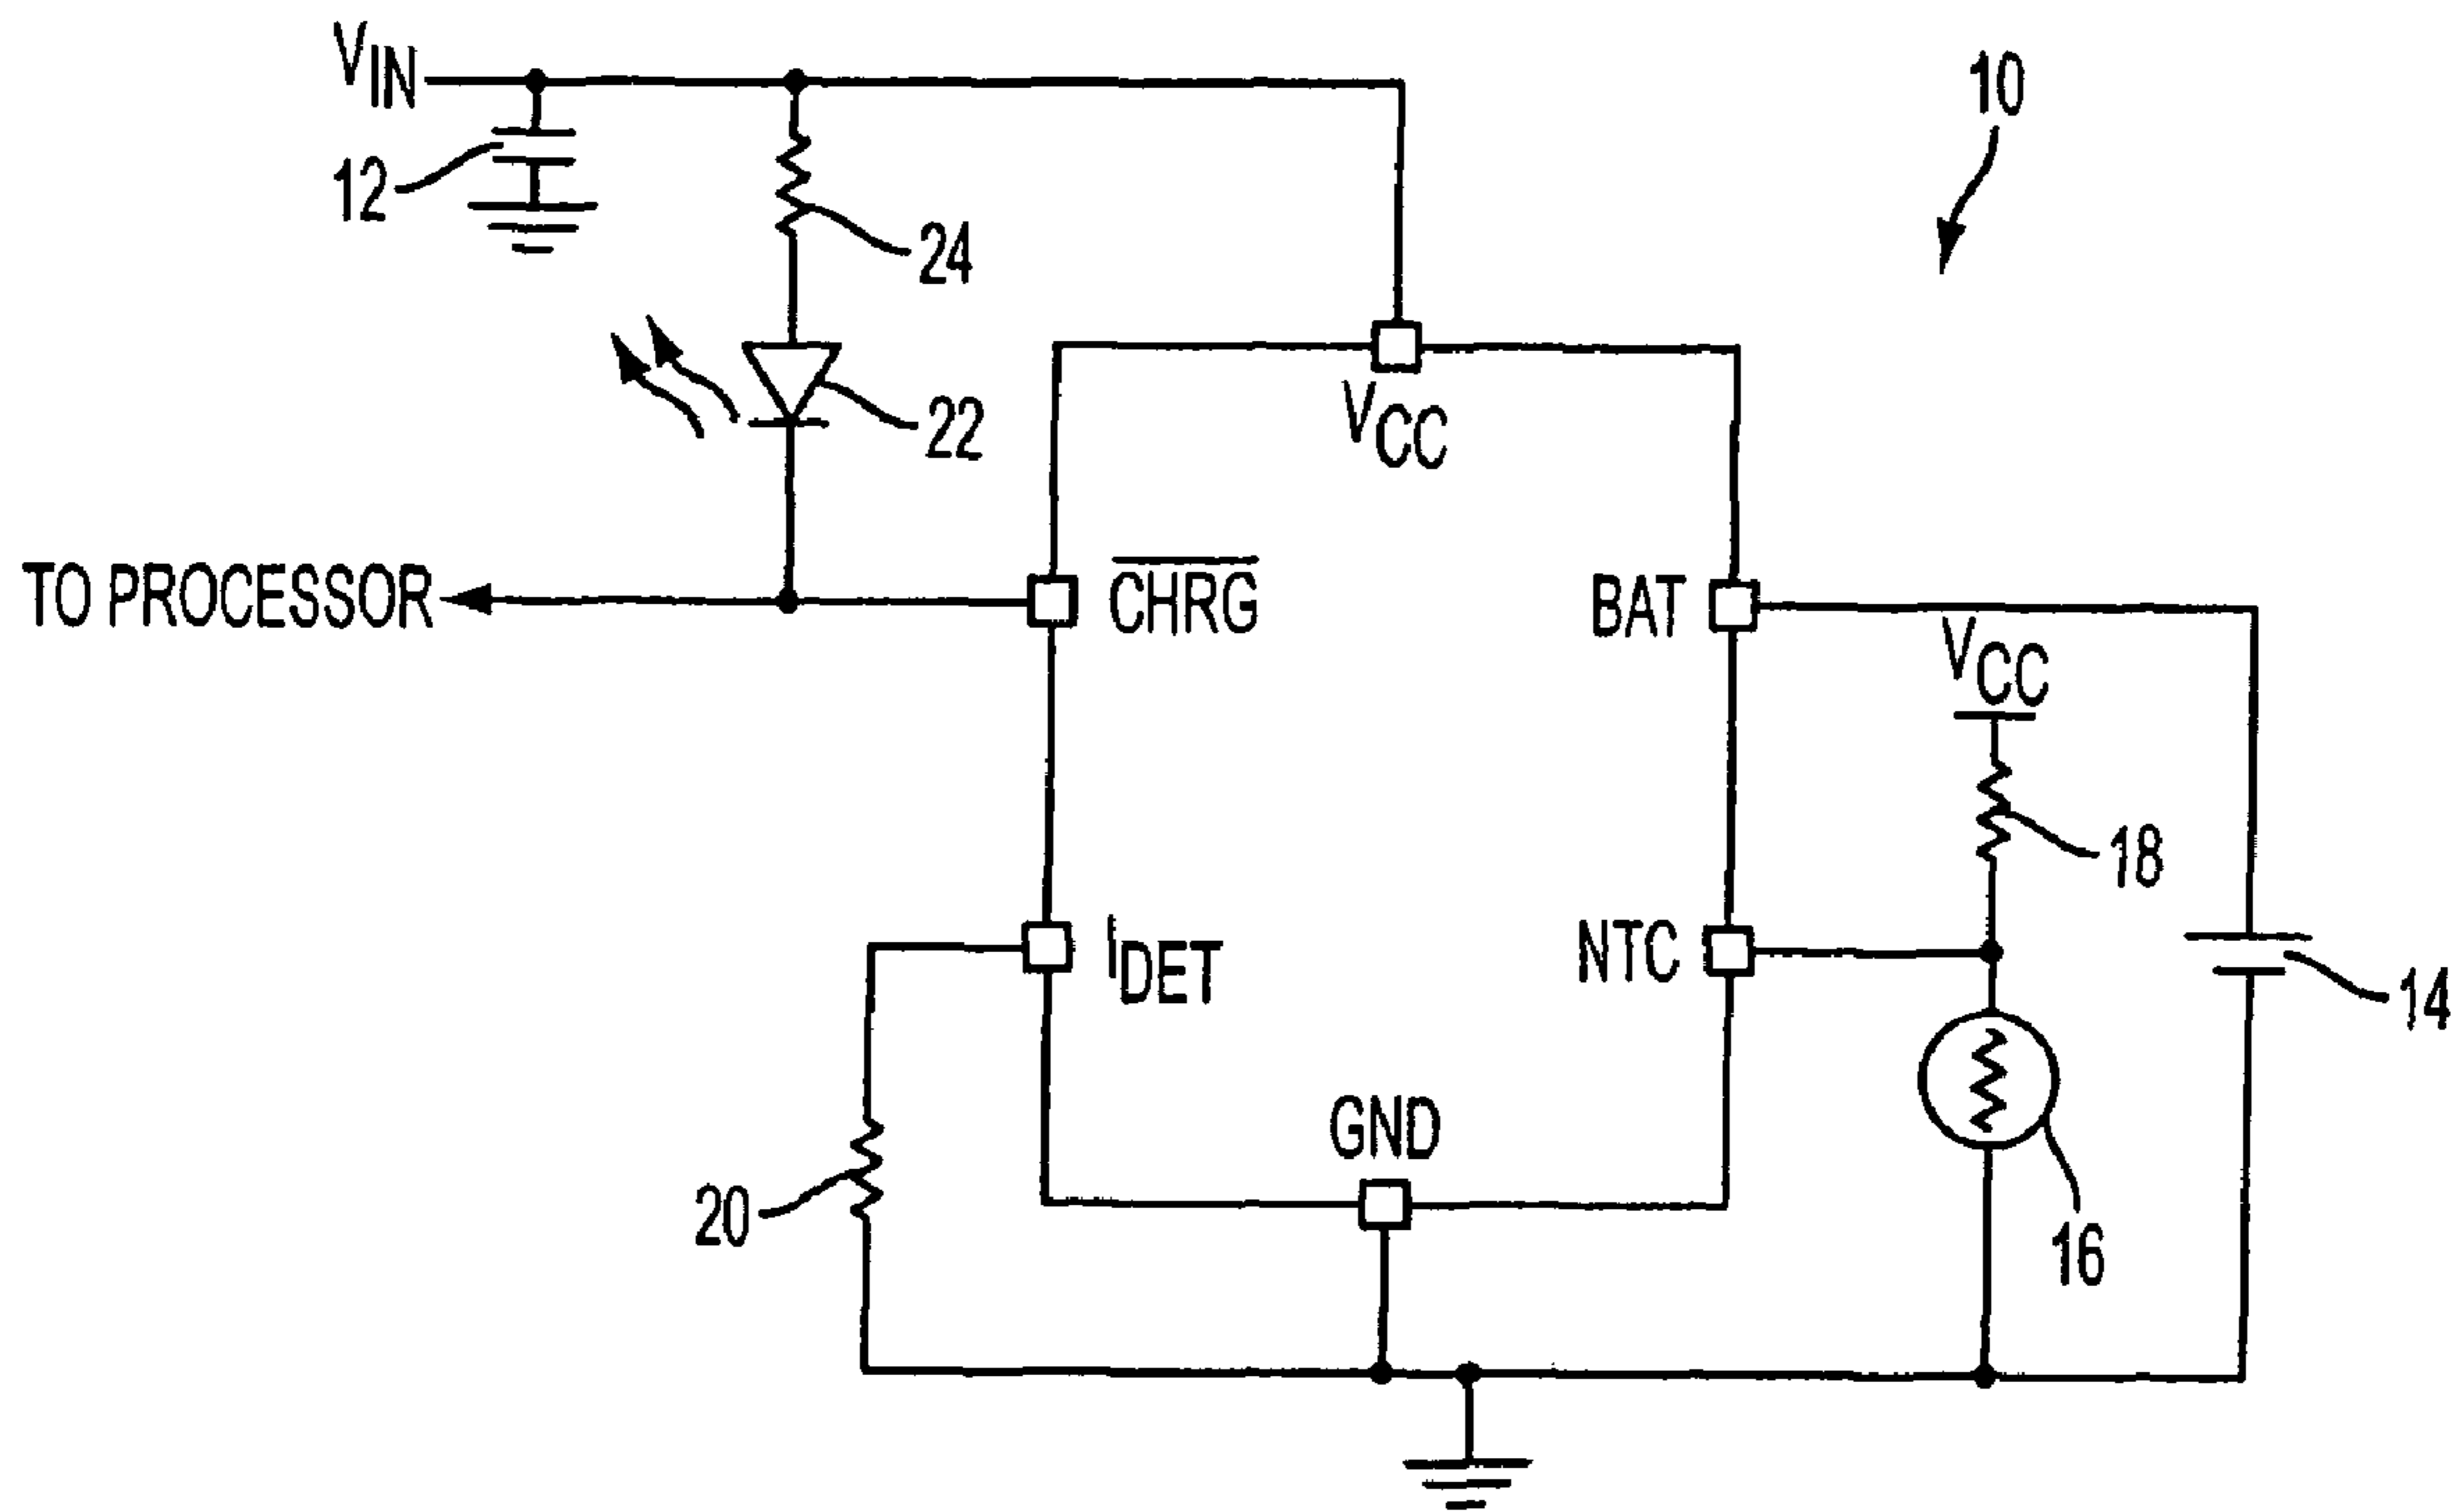 VIN
10
12
24
22
VCC
TO PROCESSOR
CHRG
BAT
VCC
18
IDET
NTC
14
GND
20
16